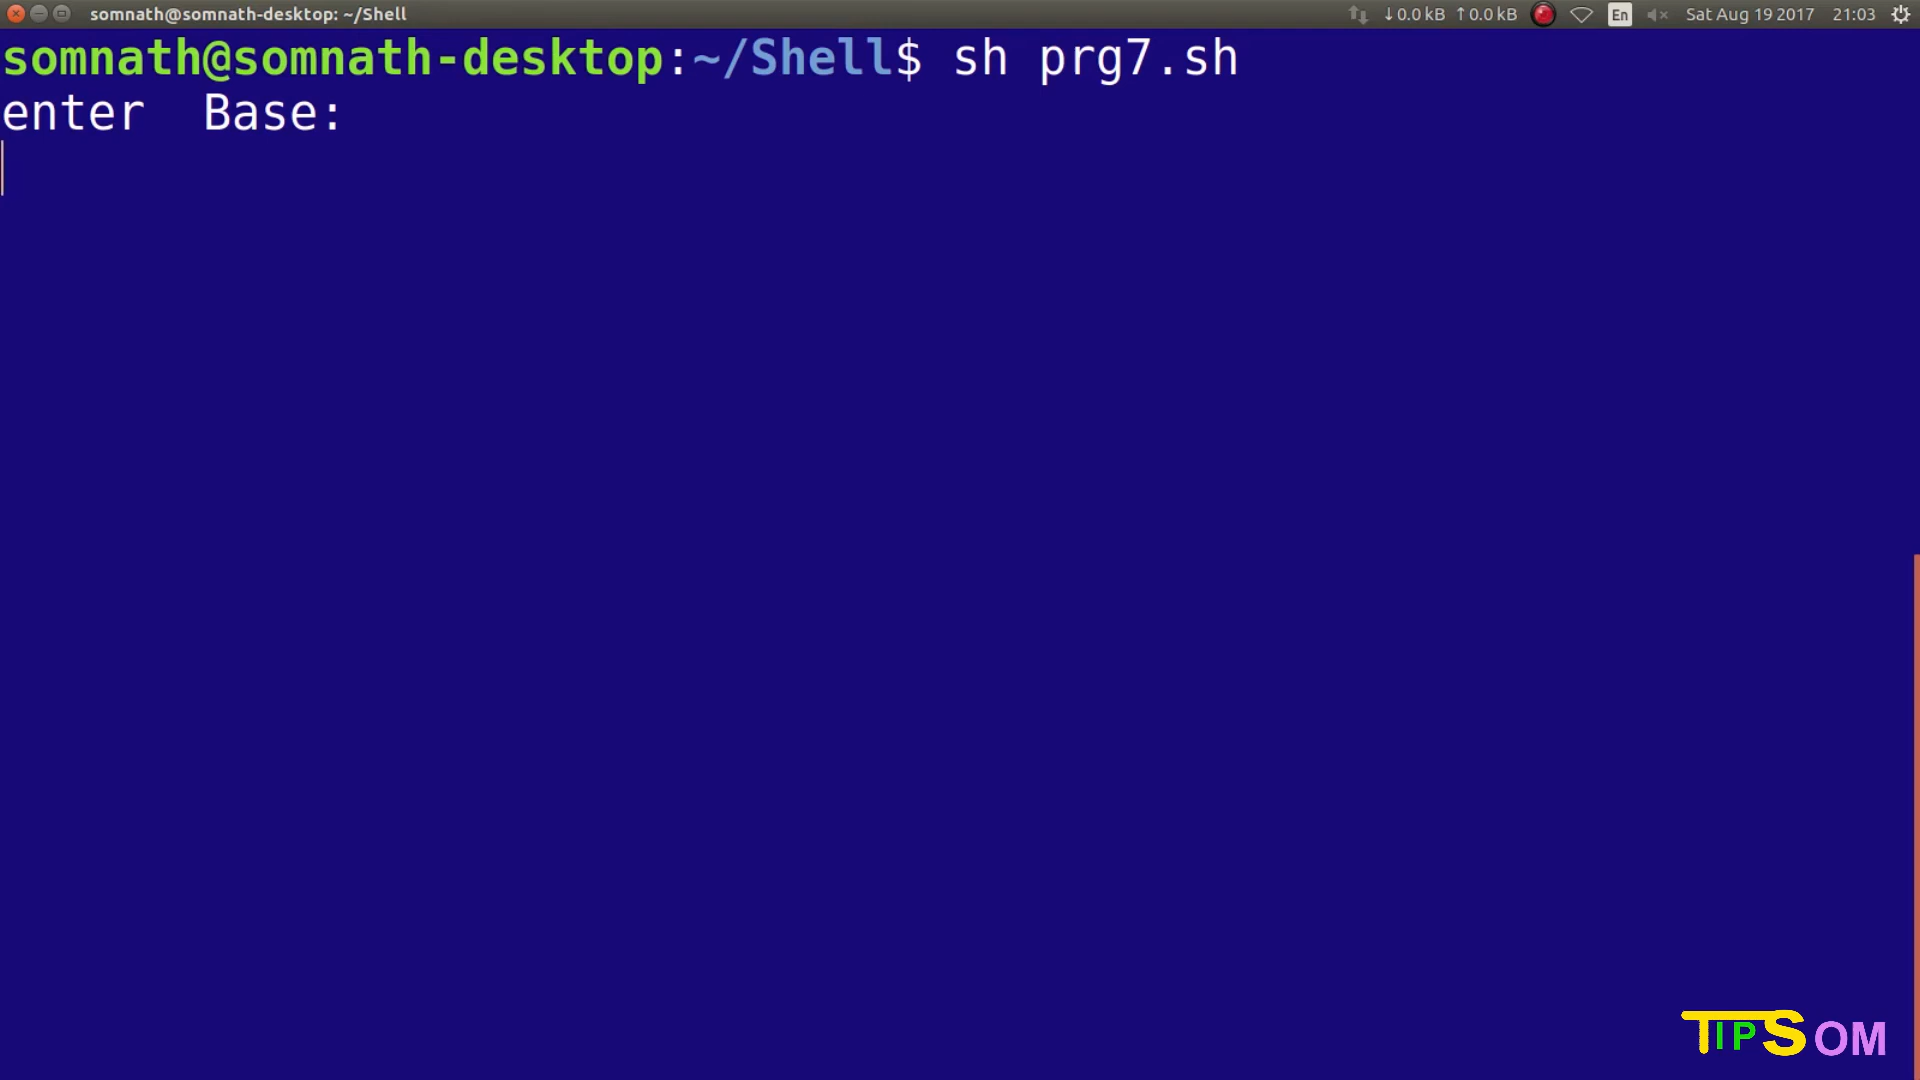 somnath@somnath-desktop: ~/Shell
↓0.0 kB ↑0.0 kB En Sat Aug 19 2017 21:03
somnath@somnath-desktop:~/Shell$ sh prg7.sh
enter  Base:
TIPSOM